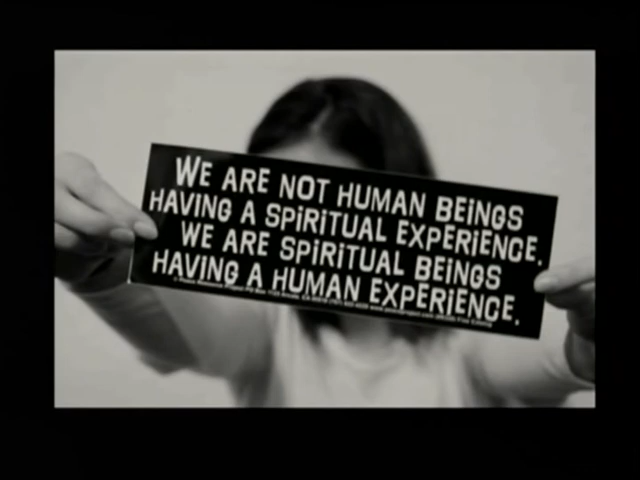 WE ARE NOT HUMAN BEiNGS
HAVING A SPiRiTUAL EXPERiENCE.
WE ARE SPiRiTUAL BEiNGS
HAVING A HUMAN EXPERiENCE.